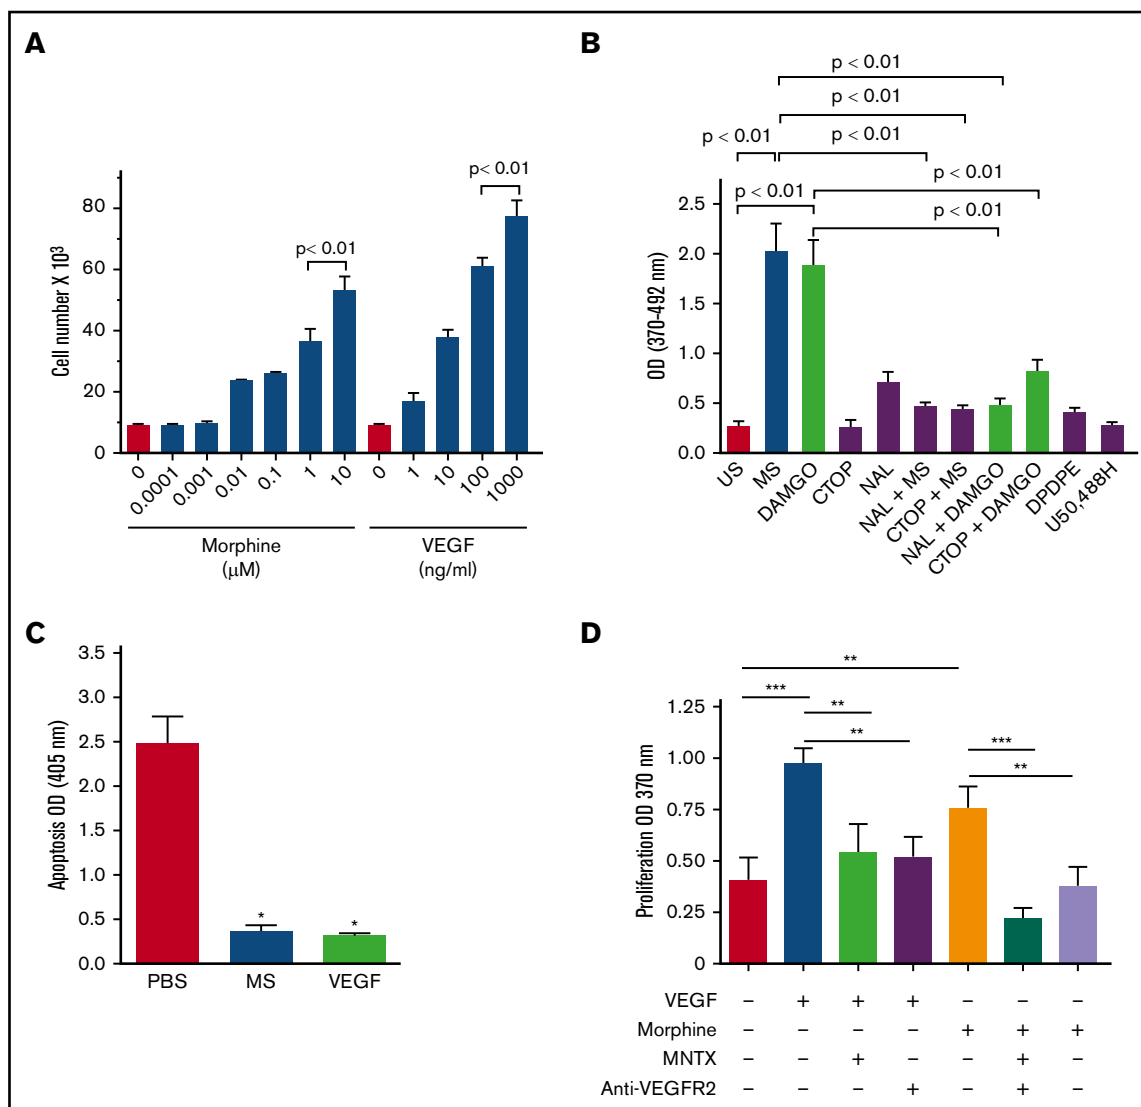 A
Cell number X 10³
80
60
40
20
0
p< 0.01
p< 0.01
0
0.0001
0.001
0.01
0.1
1
10
0
1
10
100
1000
Morphine
(μM)
VEGF
(ng/ml)
B
p < 0.01
p < 0.01
p < 0.01
p < 0.01
p < 0.01
p < 0.01
p < 0.01
OD (370-492 nm)
2.5
2.0
1.5
1.0
0.5
0.0
US
MS
DAMGO
CTOP
NAL
NAL + MS
CTOP + MS
NAL + DAMGO
CTOP + DAMGO
DPDPE
U50,488H
C
Apoptosis OD (405 nm)
3.5
3.0
2.5
2.0
1.5
1.0
0.5
0.0
*
*
PBS
MS
VEGF
D
**
***
**
**
***
**
Proliferation OD 370 nm
1.25
1.00
0.75
0.50
0.25
0
VEGF – + + + – – –
Morphine – – – – + + +
MNTX – – + – – + –
Anti-VEGFR2 – – – + – + –